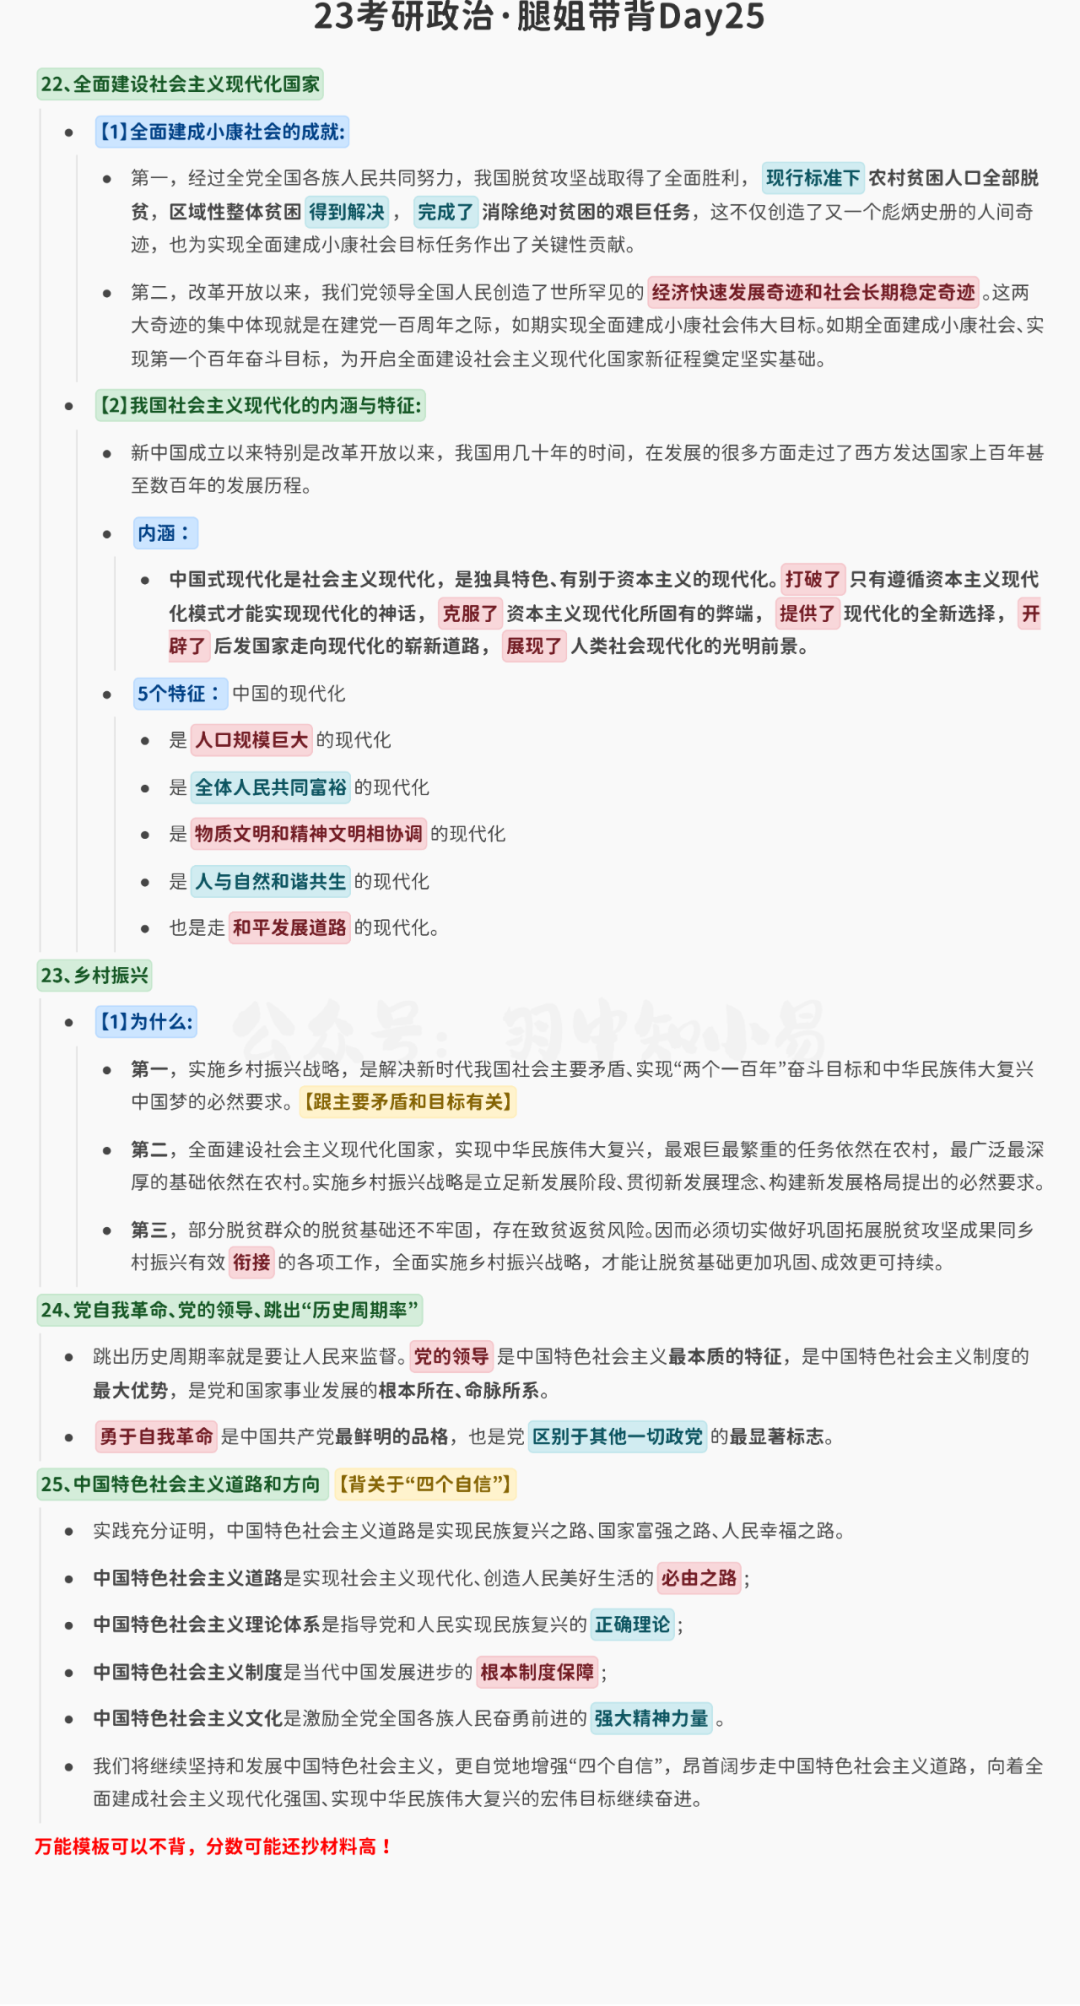 23考研政治·腿姐带背Day25
22、全面建设社会主义现代化国家
【1】全面建成小康社会的成就:
第一，经过全党全国各族人民共同努力，我国脱贫攻坚战取得了全面胜利， 现行标准下 农村贫困人口全部脱
贫，区域性整体贫困 得到解决 ， 完成了 消除绝对贫困的艰巨任务，这不仅创造了又一个彪炳史册的人间奇
迹，也为实现全面建成小康社会目标任务作出了关键性贡献。
第二，改革开放以来，我们党领导全国人民创造了世所罕见的 经济快速发展奇迹和社会长期稳定奇迹 。这两
大奇迹的集中体现就是在建党一百周年之际，如期实现全面建成小康社会伟大目标。如期全面建成小康社会、实
现第一个百年奋斗目标，为开启全面建设社会主义现代化国家新征程奠定坚实基础。
【2】我国社会主义现代化的内涵与特征:
新中国成立以来特别是改革开放以来，我国用几十年的时间，在发展的很多方面走过了西方发达国家上百年甚
至数百年的发展历程。
内涵：
中国式现代化是社会主义现代化，是独具特色、有别于资本主义的现代化。打破了 只有遵循资本主义现代
化模式才能实现现代化的神话， 克服了 资本主义现代化所固有的弊端， 提供了 现代化的全新选择， 开
辟了 后发国家走向现代化的崭新道路， 展现了 人类社会现代化的光明前景。
5个特征： 中国的现代化
是 人口规模巨大 的现代化
是 全体人民共同富裕 的现代化
是 物质文明和精神文明相协调 的现代化
是 人与自然和谐共生 的现代化
也是走 和平发展道路 的现代化。
23、乡村振兴
公众号：羽中知小易
【1】为什么:
第一，实施乡村振兴战略，是解决新时代我国社会主要矛盾、实现“两个一百年”奋斗目标和中华民族伟大复兴
中国梦的必然要求。 【跟主要矛盾和目标有关】
第二，全面建设社会主义现代化国家，实现中华民族伟大复兴，最艰巨最繁重的任务依然在农村，最广泛最深
厚的基础依然在农村。实施乡村振兴战略是立足新发展阶段、贯彻新发展理念、构建新发展格局提出的必然要求。
第三，部分脱贫群众的脱贫基础还不牢固，存在致贫返贫风险。因而必须切实做好巩固拓展脱贫攻坚成果同乡
村振兴有效 衔接 的各项工作，全面实施乡村振兴战略，才能让脱贫基础更加巩固、成效更可持续。
24、党自我革命、党的领导、跳出“历史周期率”
跳出历史周期率就是要让人民来监督。党的领导 是中国特色社会主义最本质的特征，是中国特色社会主义制度的
最大优势，是党和国家事业发展的根本所在、命脉所系。
勇于自我革命 是中国共产党最鲜明的品格，也是党 区别于其他一切政党 的最显著标志。
25、中国特色社会主义道路和方向 【背关于“四个自信”】
实践充分证明，中国特色社会主义道路是实现民族复兴之路、国家富强之路、人民幸福之路。
中国特色社会主义道路是实现社会主义现代化、创造人民美好生活的 必由之路 ；
中国特色社会主义理论体系是指导党和人民实现民族复兴的 正确理论 ；
中国特色社会主义制度是当代中国发展进步的 根本制度保障 ；
中国特色社会主义文化是激励全党全国各族人民奋勇前进的 强大精神力量 。
我们将继续坚持和发展中国特色社会主义，更自觉地增强“四个自信”，昂首阔步走中国特色社会主义道路，向着全
面建成社会主义现代化强国、实现中华民族伟大复兴的宏伟目标继续奋进。
万能模板可以不背，分数可能还抄材料高！